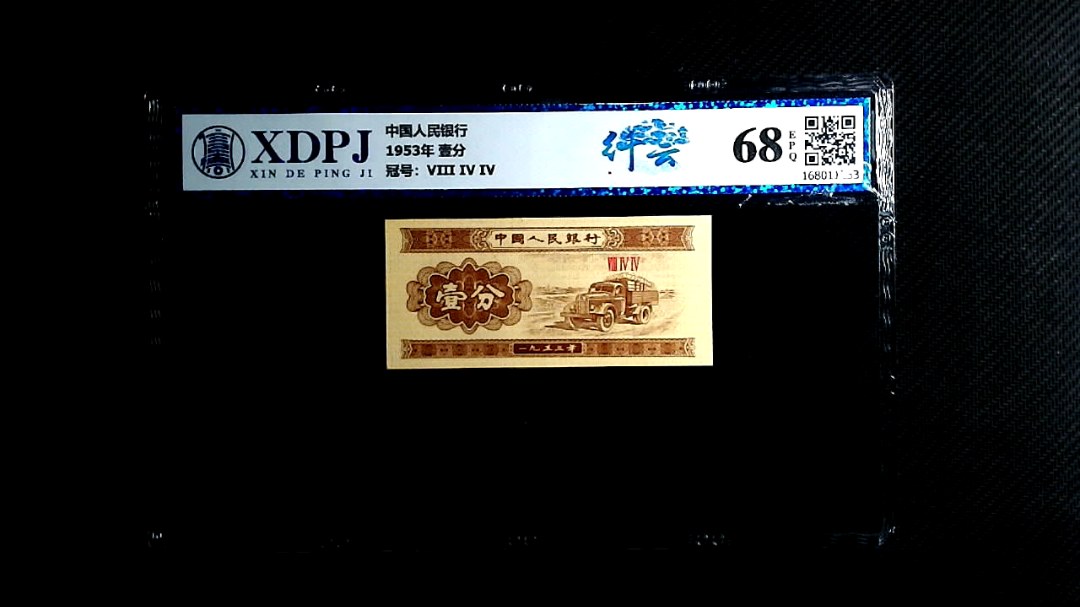 XDPJ
XIN DE PING JI
中国人民银行
1953年 壹分
冠号：VIII IV IV
68
EPQ
中國人民銀行
VIII IV IV
壹分
一九五三年